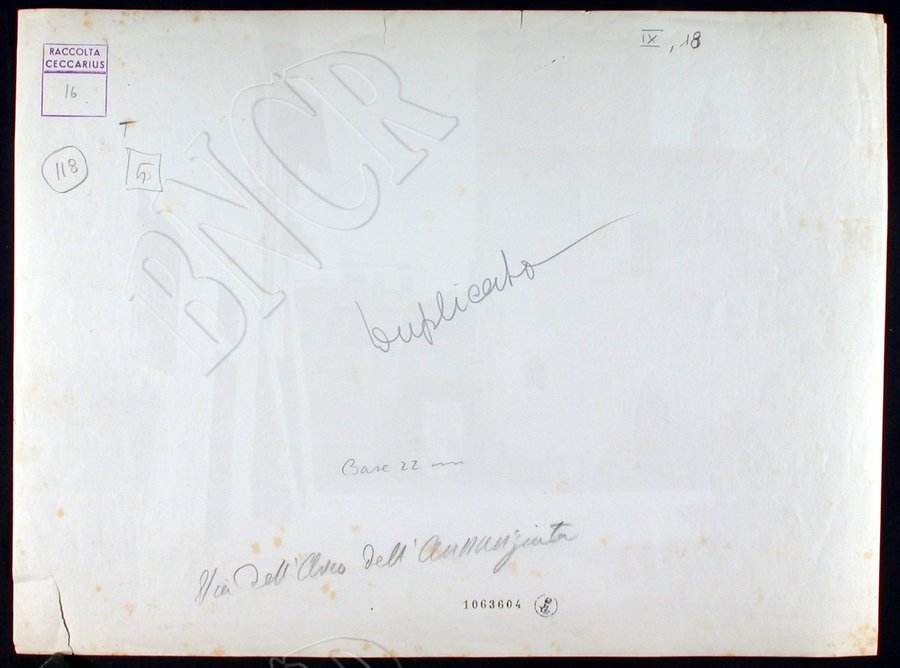 IX, 18
RACCOLTA
CECCARIUS
16
T
118
5
BNCR
Duplicato
Base 22 cm
Via dell'Arco dell'Annunziata
1063604